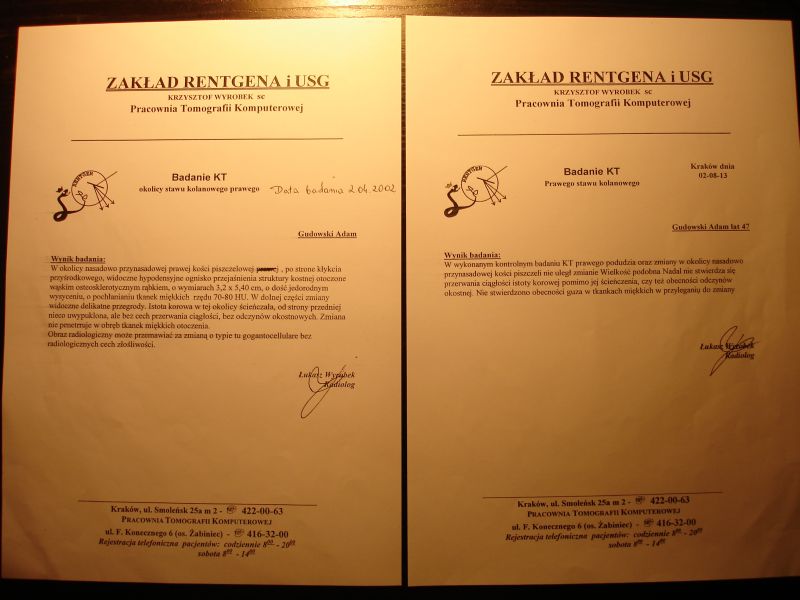 ZAKŁAD RENTGENA i USG
KRZYSZTOF WYROBEK SC
Pracownia Tomografii Komputerowej
RENTGEN
Badanie KT
okolicy stawu kolanowego prawego
Data badania 2.04.2002
Gudowski Adam
Wynik badania:
W okolicy nasadowo przynasadowej prawej kości piszczelowej prawej, po strone kłykcia
przyśrodkowego, widoczne hypodensyjne ognisko przejaśnienia struktury kostnej otoczone
wąskim osteosklerotycznym rąbkiem, o wymiarach 3,2 x 5,40 cm, o dość jedorodnym
wysyceniu, o pochłanianiu tkanek miękkich rzędu 70-80 HU. W dolnej części zmiany
widoczne delikatne przegrody. Istota korowa w tej okolicy ścieńczała, od strony przedniej
nieco uwypuklona, ale bez cech przerwania ciągłości, bez odczynów okostnowych. Zmiana
nie penetruje w obręb tkanek miękkich otoczenia.
Obraz radiologiczny może przemawiać za zmianą o typie tu gogantocellulare bez
radiologicznych cech złośliwości.
Łukasz Wyrobek
Radiolog
Kraków, ul. Smoleńsk 25a m 2 - ☏ 422-00-63
PRACOWNIA TOMOGRAFII KOMPUTEROWEJ
ul. F. Konecznego 6 (os. Żabiniec) - ☏ 416-32-00
Rejestracja telefoniczna pacjentów: codziennie 8⁰⁰ - 20⁰⁰
sobota 8⁰⁰ - 14⁰⁰
ZAKŁAD RENTGENA i USG
KRZYSZTOF WYROBEK SC
Pracownia Tomografii Komputerowej
RENTGEN
Badanie KT
Prawego stawu kolanowego
Kraków dnia
02-08-13
Gudowski Adam lat 47
Wynik badania:
W wykonanym kontrolnym badaniu KT prawego podudzia oraz zmiany w okolicy nasadowo
przynasadowej kości piszczeli nie uległ zmianie Wielkość podobna Nadal nie stwierdza się
przerwania ciągłości istoty korowej pomimo jej ścieńczenia, czy też obecności odczynów
okostnej. Nie stwierdzono obecności guza w tkankach miękkich w przyleganiu do zmiany
Łukasz Wyrobek
Radiolog
Kraków, ul. Smoleńsk 25a m 2 - ☏ 422-00-63
PRACOWNIA TOMOGRAFII KOMPUTEROWEJ
ul. F. Konecznego 6 (os. Żabiniec) - ☏ 416-32-00
Rejestracja telefoniczna pacjentów: codziennie 8⁰⁰ - 20⁰⁰
sobota 8⁰⁰ - 14⁰⁰